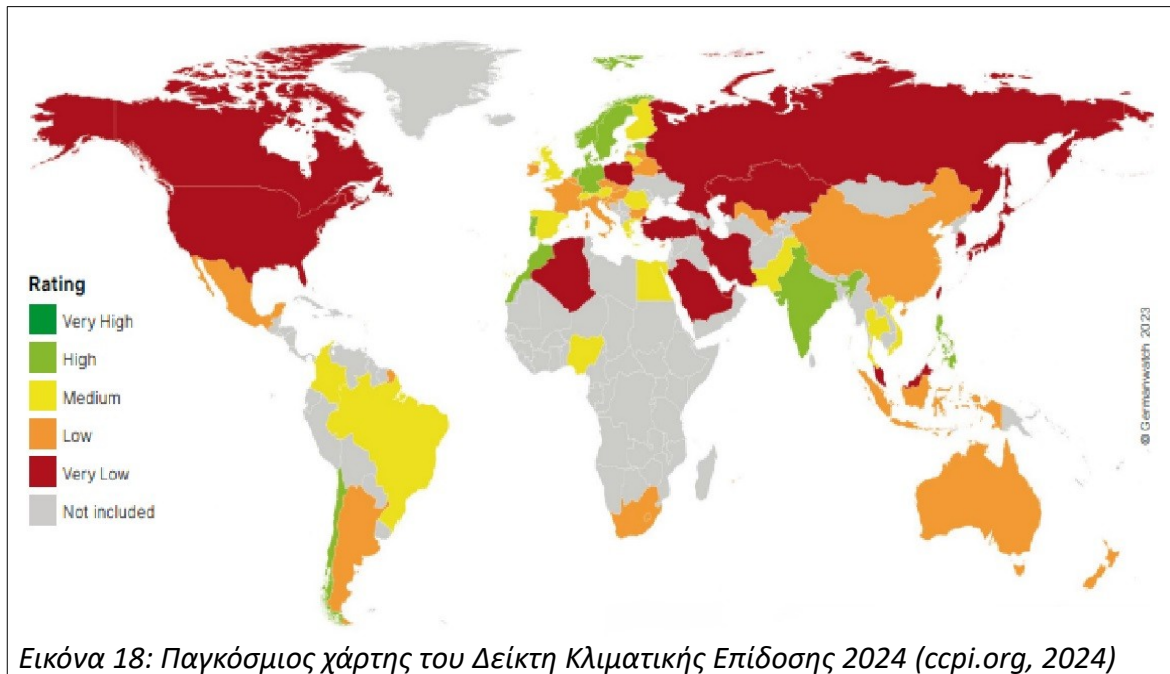 Rating
Very High
High
Medium
Low
Very Low
Not included
© Germanwatch 2023
Εικόνα 18: Παγκόσμιος χάρτης του Δείκτη Κλιματικής Επίδοσης 2024 (ccpi.org, 2024)